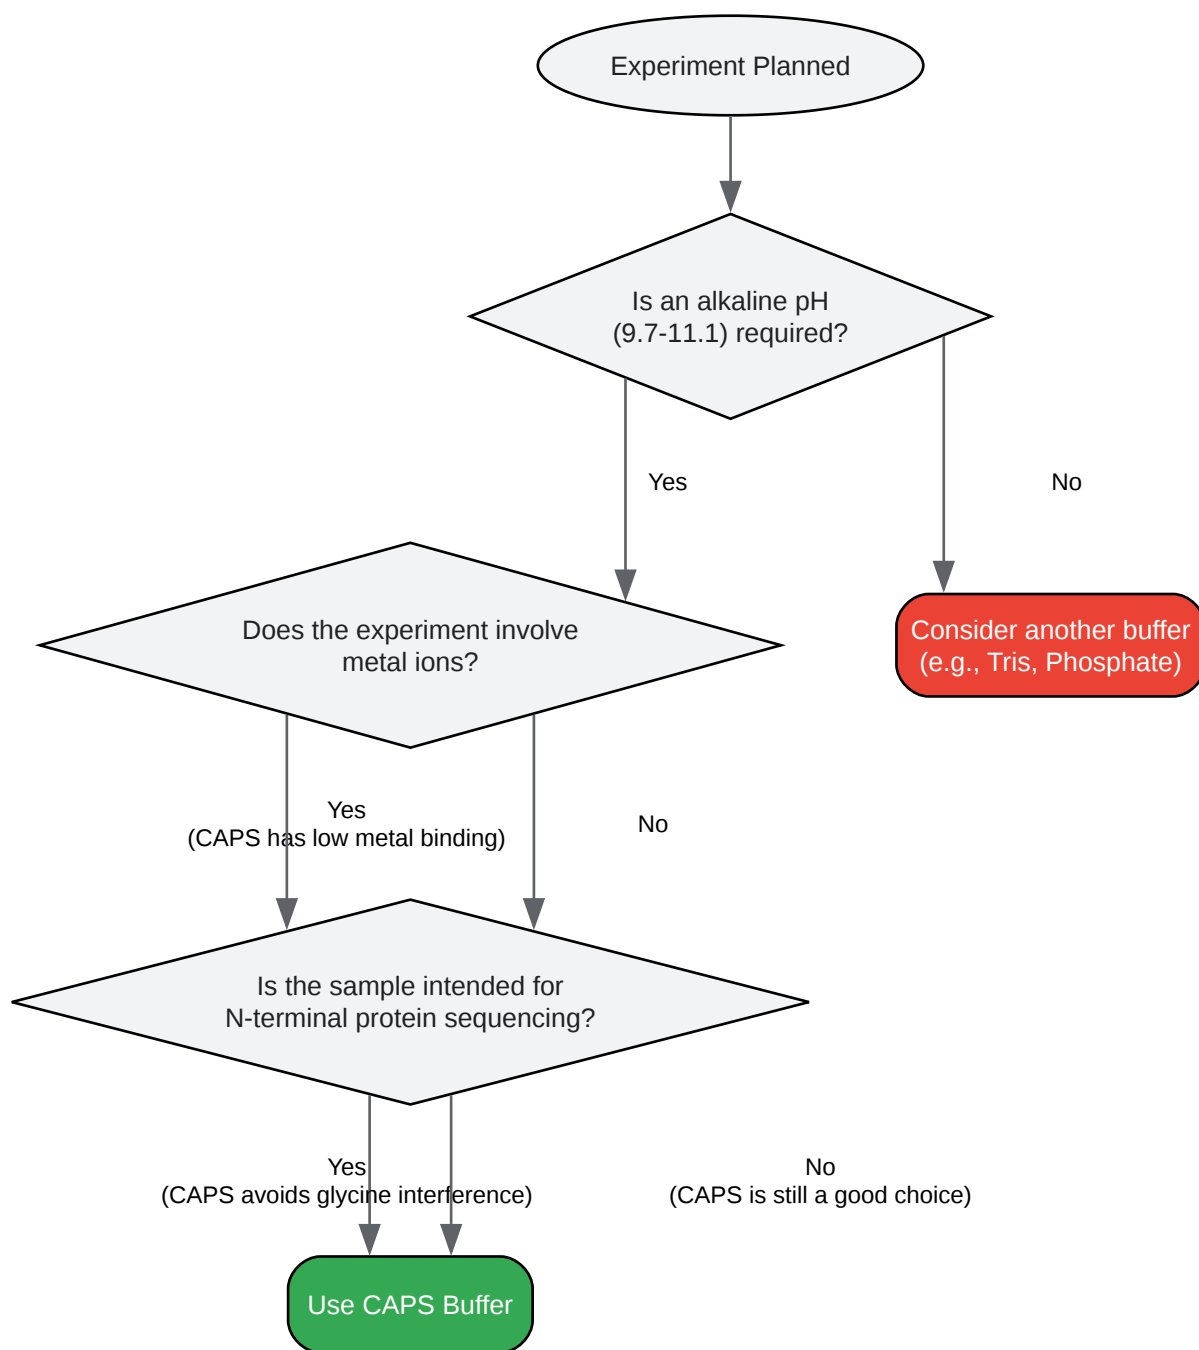 Experiment Planned
Is an alkaline pH
(9.7-11.1) required?
Yes
No
Does the experiment involve
metal ions?
Consider another buffer
(e.g., Tris, Phosphate)
Yes
(CAPS has low metal binding)
No
Is the sample intended for
N-terminal protein sequencing?
Yes
(CAPS avoids glycine interference)
No
(CAPS is still a good choice)
Use CAPS Buffer